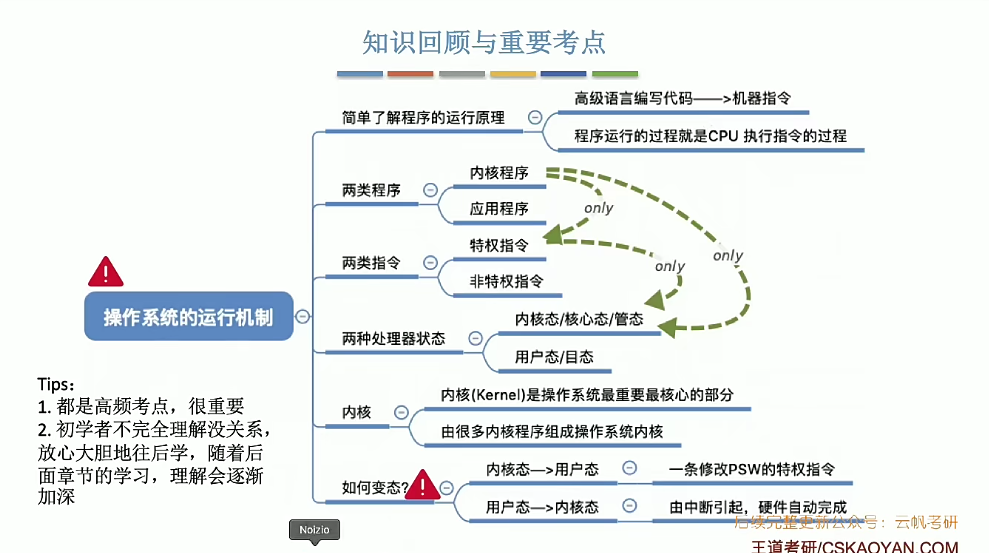 知识回顾与重要考点
高级语言编写代码——>机器指令
简单了解程序的运行原理
程序运行的过程就是CPU 执行指令的过程
内核程序
两类程序
应用程序
only
特权指令
only
only
两类指令
非特权指令
操作系统的运行机制
内核态/核心态/管态
两种处理器状态
用户态/目态
Tips：
1. 都是高频考点，很重要
2. 初学者不完全理解没关系，
放心大胆地往后学，随着后
面章节的学习，理解会逐渐
加深
内核(Kernel)是操作系统最重要最核心的部分
内核
由很多内核程序组成操作系统内核
内核态—>用户态
一条修改PSW的特权指令
如何变态?
用户态—>内核态
由中断引起，硬件自动完成
后续完整更新公众号：云帆考研
Noizio
王道考研/CSKAOYAN.COM